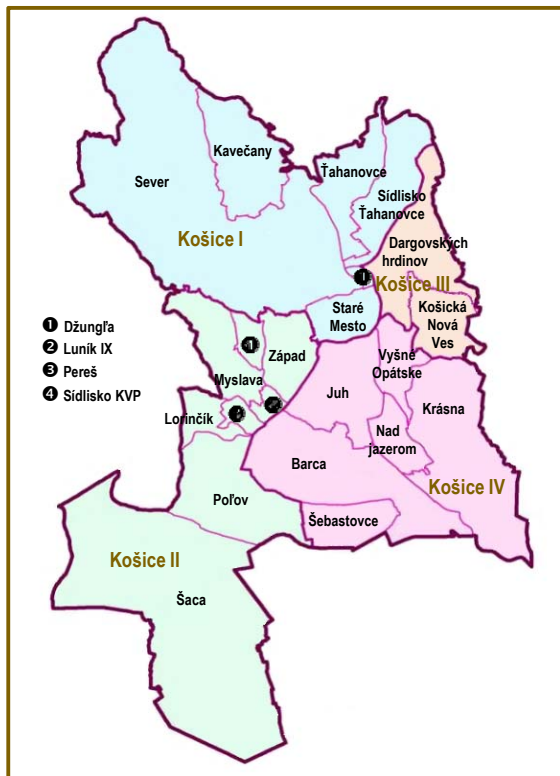 Kavečany
Ťahanovce
Sever
Sídlisko
Ťahanovce
Košice I
Dargovských
hrdinov
Košice III
Staré
Mesto
Košická
Nová
Ves
❶ Džungľa
❷ Luník IX
❸ Pereš
❹ Sídlisko KVP
Západ
Vyšné
Opátske
Myslava
Juh
Krásna
Lorinčík
Nad
jazerom
Barca
Košice IV
Poľov
Šebastovce
Košice II
Šaca